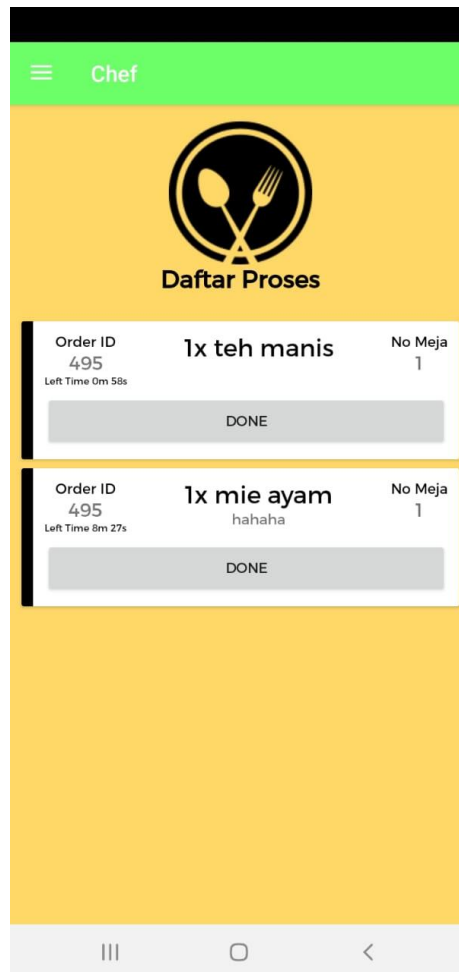 Chef
Daftar Proses
Order ID
495
Left Time 0m 58s
1x teh manis
No Meja
1
DONE
Order ID
495
Left Time 8m 27s
1x mie ayam
hahaha
No Meja
1
DONE